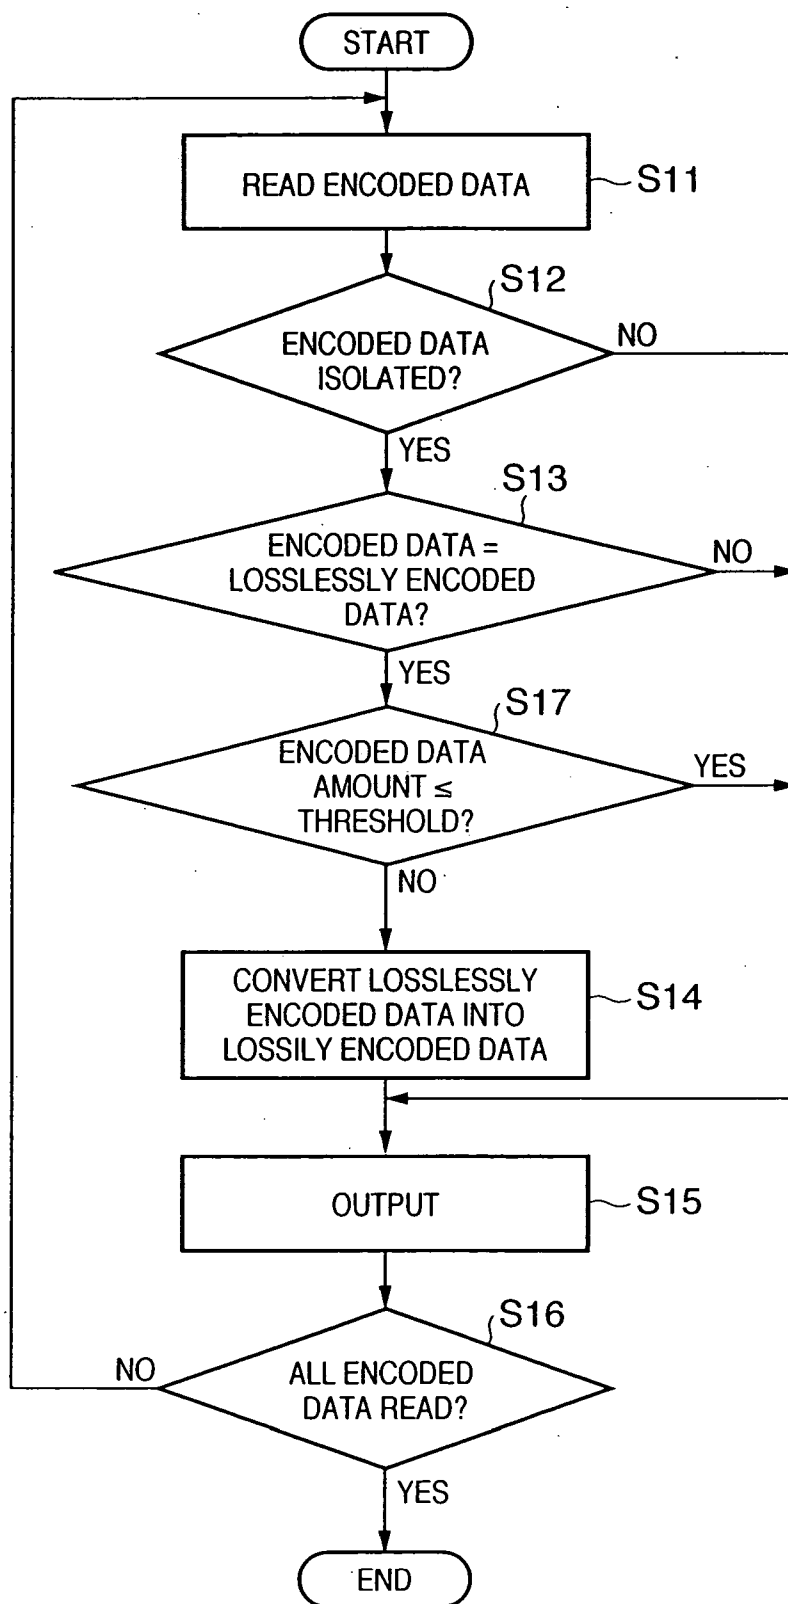 START
READ ENCODED DATA
S11
S12
ENCODED DATA
ISOLATED?
NO
YES
S13
ENCODED DATA =
LOSSLESSLY ENCODED
DATA?
NO
YES
S17
ENCODED DATA
AMOUNT ≤
THRESHOLD?
YES
NO
CONVERT LOSSLESSLY
ENCODED DATA INTO
LOSSILY ENCODED DATA
S14
OUTPUT
S15
S16
NO
ALL ENCODED
DATA READ?
YES
END